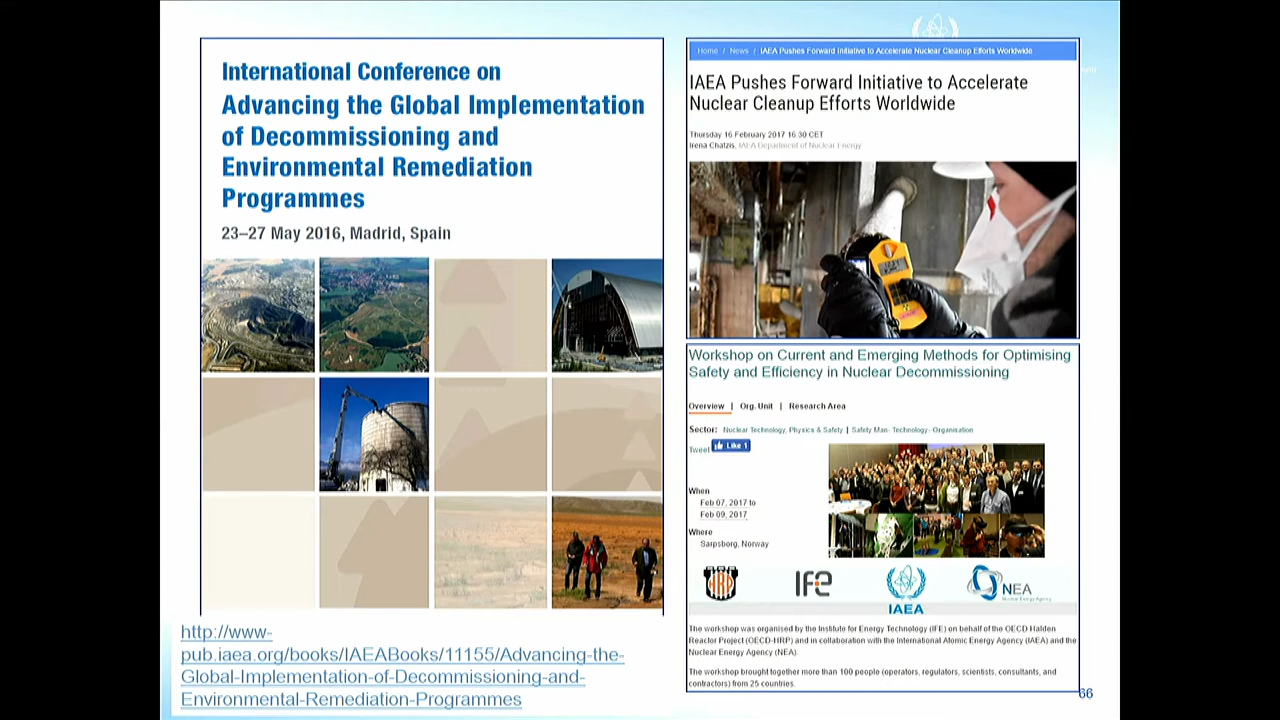 International Conference on
Advancing the Global Implementation
of Decommissioning and
Environmental Remediation
Programmes
23–27 May 2016, Madrid, Spain
http://www-
pub.iaea.org/books/IAEABooks/11155/Advancing-the-
Global-Implementation-of-Decommissioning-and-
Environmental-Remediation-Programmes
Home / News / IAEA Pushes Forward Initiative to Accelerate Nuclear Cleanup Efforts Worldwide
IAEA Pushes Forward Initiative to Accelerate
Nuclear Cleanup Efforts Worldwide
Thursday 16 February 2017 16:30 CET
Irena Chatzis, IAEA Department of Nuclear Energy
Workshop on Current and Emerging Methods for Optimising
Safety and Efficiency in Nuclear Decommissioning
Overview | Org. Unit | Research Area
Sector: Nuclear Technology, Physics & Safety | Safety Man- Technology- Organisation
Tweet Like 1
When
Feb 07, 2017 to
Feb 09, 2017
Where
Sarpsborg, Norway
HRP
IFE
IAEA
NEA
Nuclear Energy Agency
The workshop was organised by the Institute for Energy Technology (IFE) on behalf of the OECD Halden
Reactor Project (OECD-HRP) and in collaboration with the International Atomic Energy Agency (IAEA) and the
Nuclear Energy Agency (NEA).
The workshop brought together more than 100 people (operators, regulators, scientists, consultants, and
contractors) from 25 countries.
66